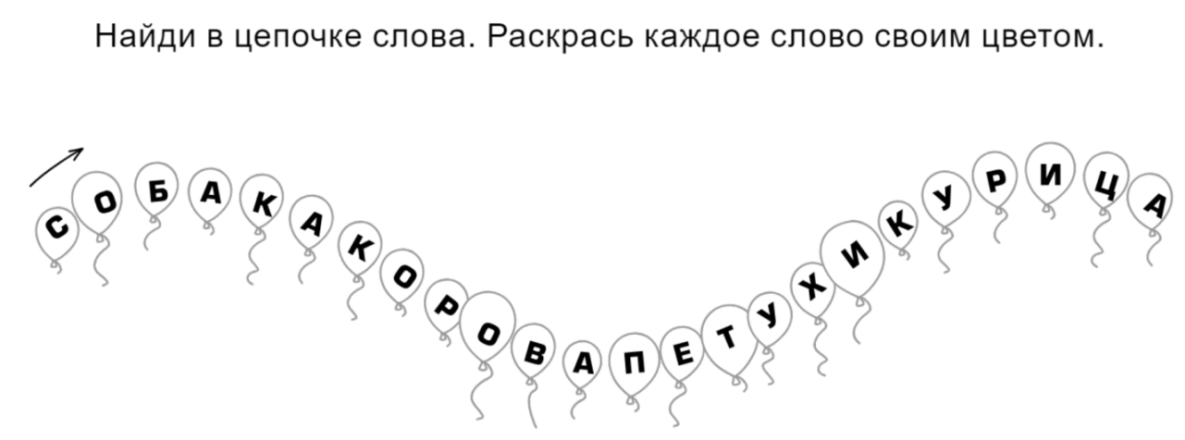 Найди в цепочке слова. Раскрась каждое слово своим цветом.
СОБАКАКОРОВАПЕТУХИКУРИЦА